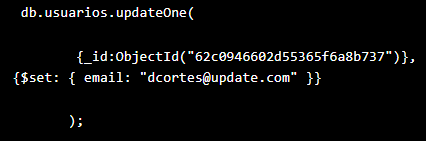 db.usuarios.updateOne(
{_id:ObjectId("62c0946602d55365f6a8b737")},
{$set: { email: "dcortes@update.com" }}
);